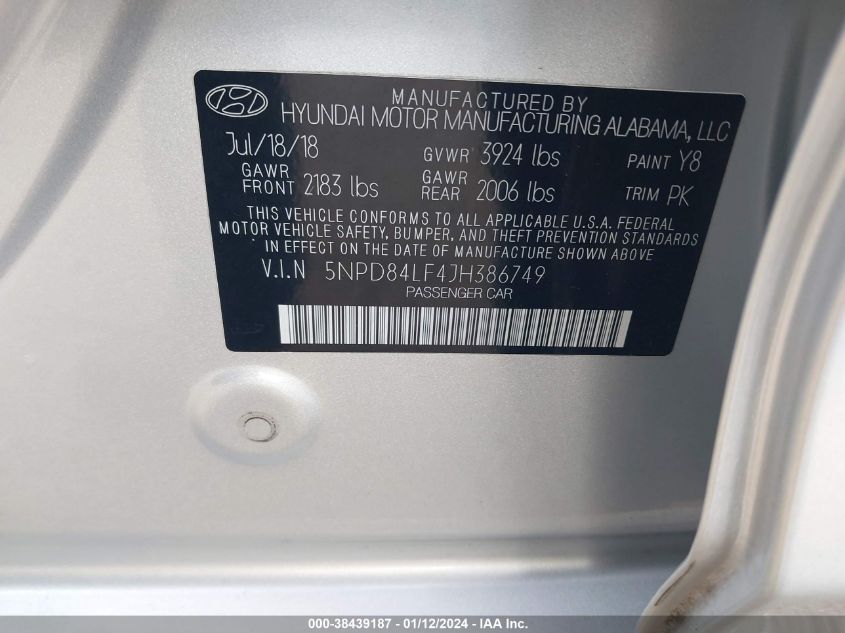 MANUFACTURED BY
HYUNDAI MOTOR MANUFACTURING ALABAMA, LLC
Jul/18/18 GVWR 3924 lbs PAINT Y8
GAWR FRONT 2183 lbs GAWR REAR 2006 lbs TRIM PK
THIS VEHICLE CONFORMS TO ALL APPLICABLE U.S.A. FEDERAL
MOTOR VEHICLE SAFETY, BUMPER, AND THEFT PREVENTION STANDARDS
IN EFFECT ON THE DATE OF MANUFACTURE SHOWN ABOVE
V.I.N 5NPD84LF4JH386749
PASSENGER CAR
000-38439187 - 01/12/2024 - IAA Inc.